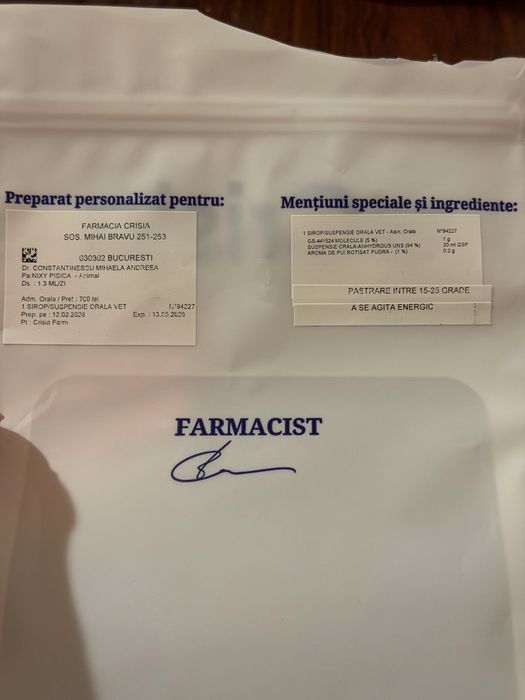 Preparat personalizat pentru:
FARMACIA CRISIA
SOS. MIHAI BRAVU 251-253
030302 BUCURESTI
Dr. CONSTANTINESCU MIHAELA ANDREEA
Pa:NIXY PISICA - Animal
Ds. : 1.3 ML/ZI
Adm. Orala / Pret : 700 lei
1 SIROP/SUSPENSIE ORALA VET N°94227
Prep. pe : 12.02.2026 Exp. : 13.05.2026
Pt : Crisia Farm
Mențiuni speciale și ingrediente:
1 SIROP/SUSPENSIE ORALA VET - Adm. Orala N°94227
GS-441524 MOLECULE (5 %) 1 g
SUSPENSIE ORALA-ANHYDROUS UNS (94 %) 20 ml QSP
AROMA DE PUI ROTISAT PUDRA - (1 %) 0.2 g
PASTRARE INTRE 15-25 GRADE
A SE AGITA ENERGIC
FARMACIST